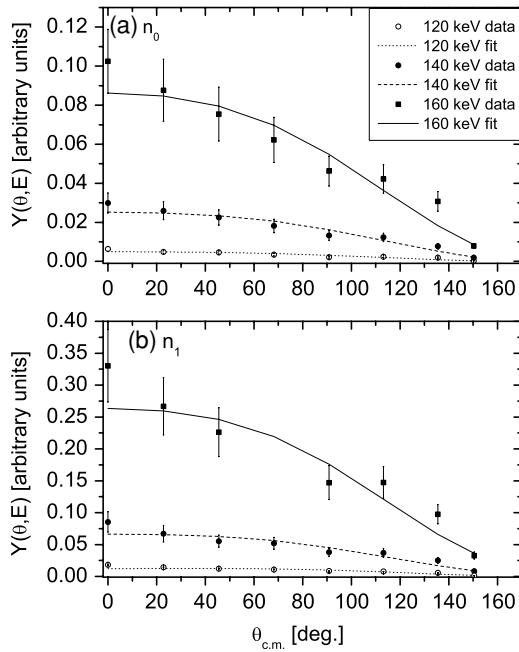 (a) n₀
120 keV data
120 keV fit
140 keV data
140 keV fit
160 keV data
160 keV fit
Y(θ,E) [arbitrary units]
0.12
0.10
0.08
0.06
0.04
0.02
0.00
0 20 40 60 80 100 120 140 160
(b) n₁
Y(θ,E) [arbitrary units]
0.40
0.35
0.30
0.25
0.20
0.15
0.10
0.05
0.00
0 20 40 60 80 100 120 140 160
θc.m. [deg.]